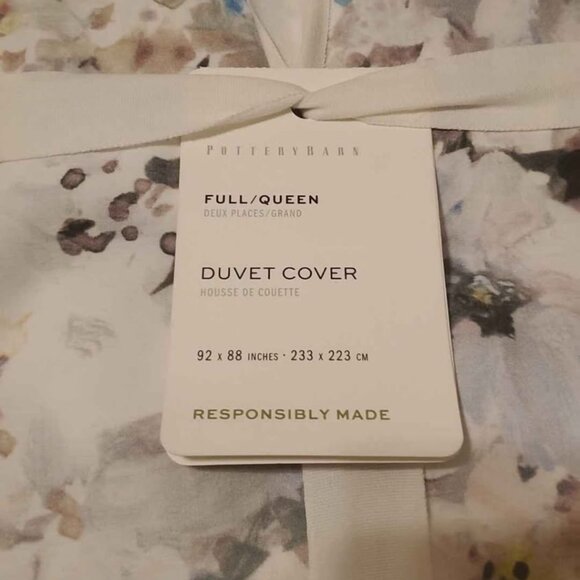 POTTERYBARN
FULL/QUEEN
DEUX PLACES/GRAND
DUVET COVER
HOUSSE DE COUETTE
92 X 88 INCHES · 233 X 223 CM
RESPONSIBLY MADE